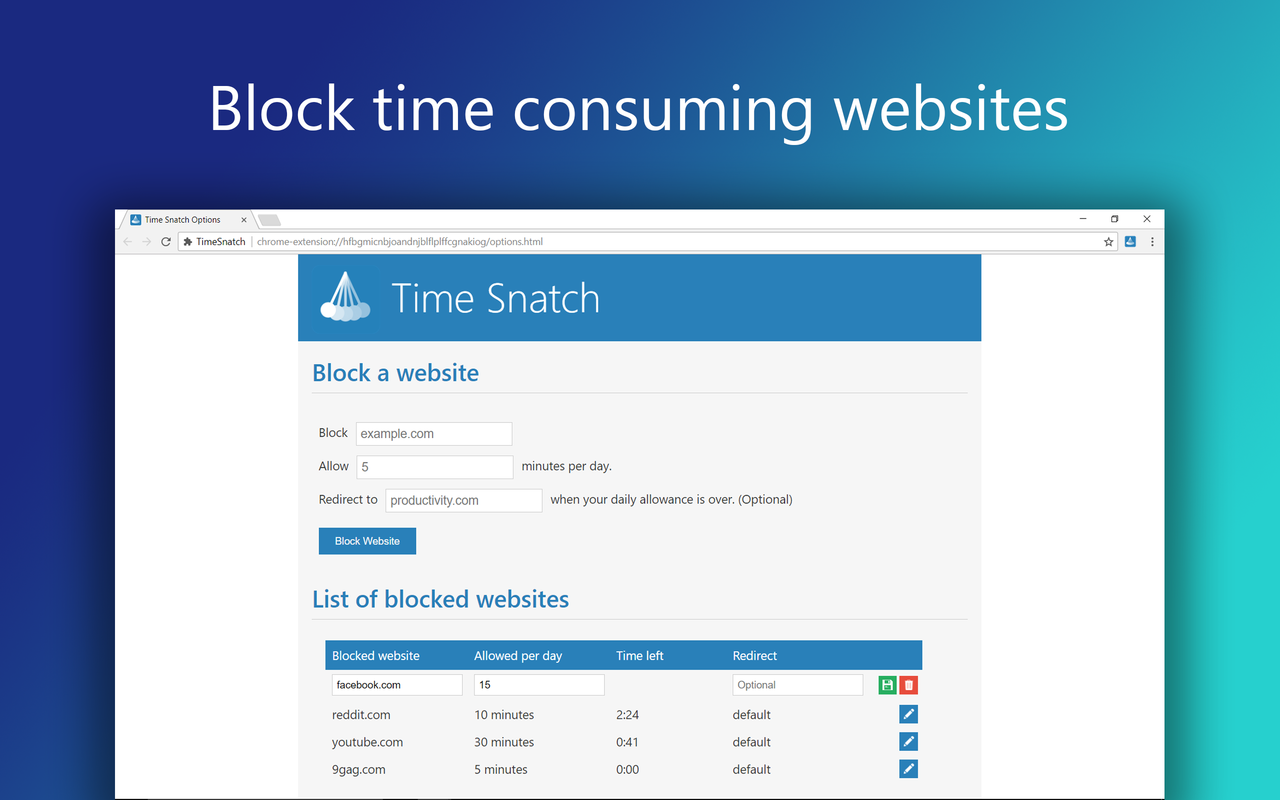 Block time consuming websites
Time Snatch Options
TimeSnatch chrome-extension://hfbgmicnbjoandnjblflplffcgnakiog/options.html
Time Snatch
Block a website
Block example.com
Allow 5 minutes per day.
Redirect to productivity.com when your daily allowance is over. (Optional)
Block Website
List of blocked websites
Blocked website Allowed per day Time left Redirect
facebook.com 15 Optional
reddit.com 10 minutes 2:24 default
youtube.com 30 minutes 0:41 default
9gag.com 5 minutes 0:00 default